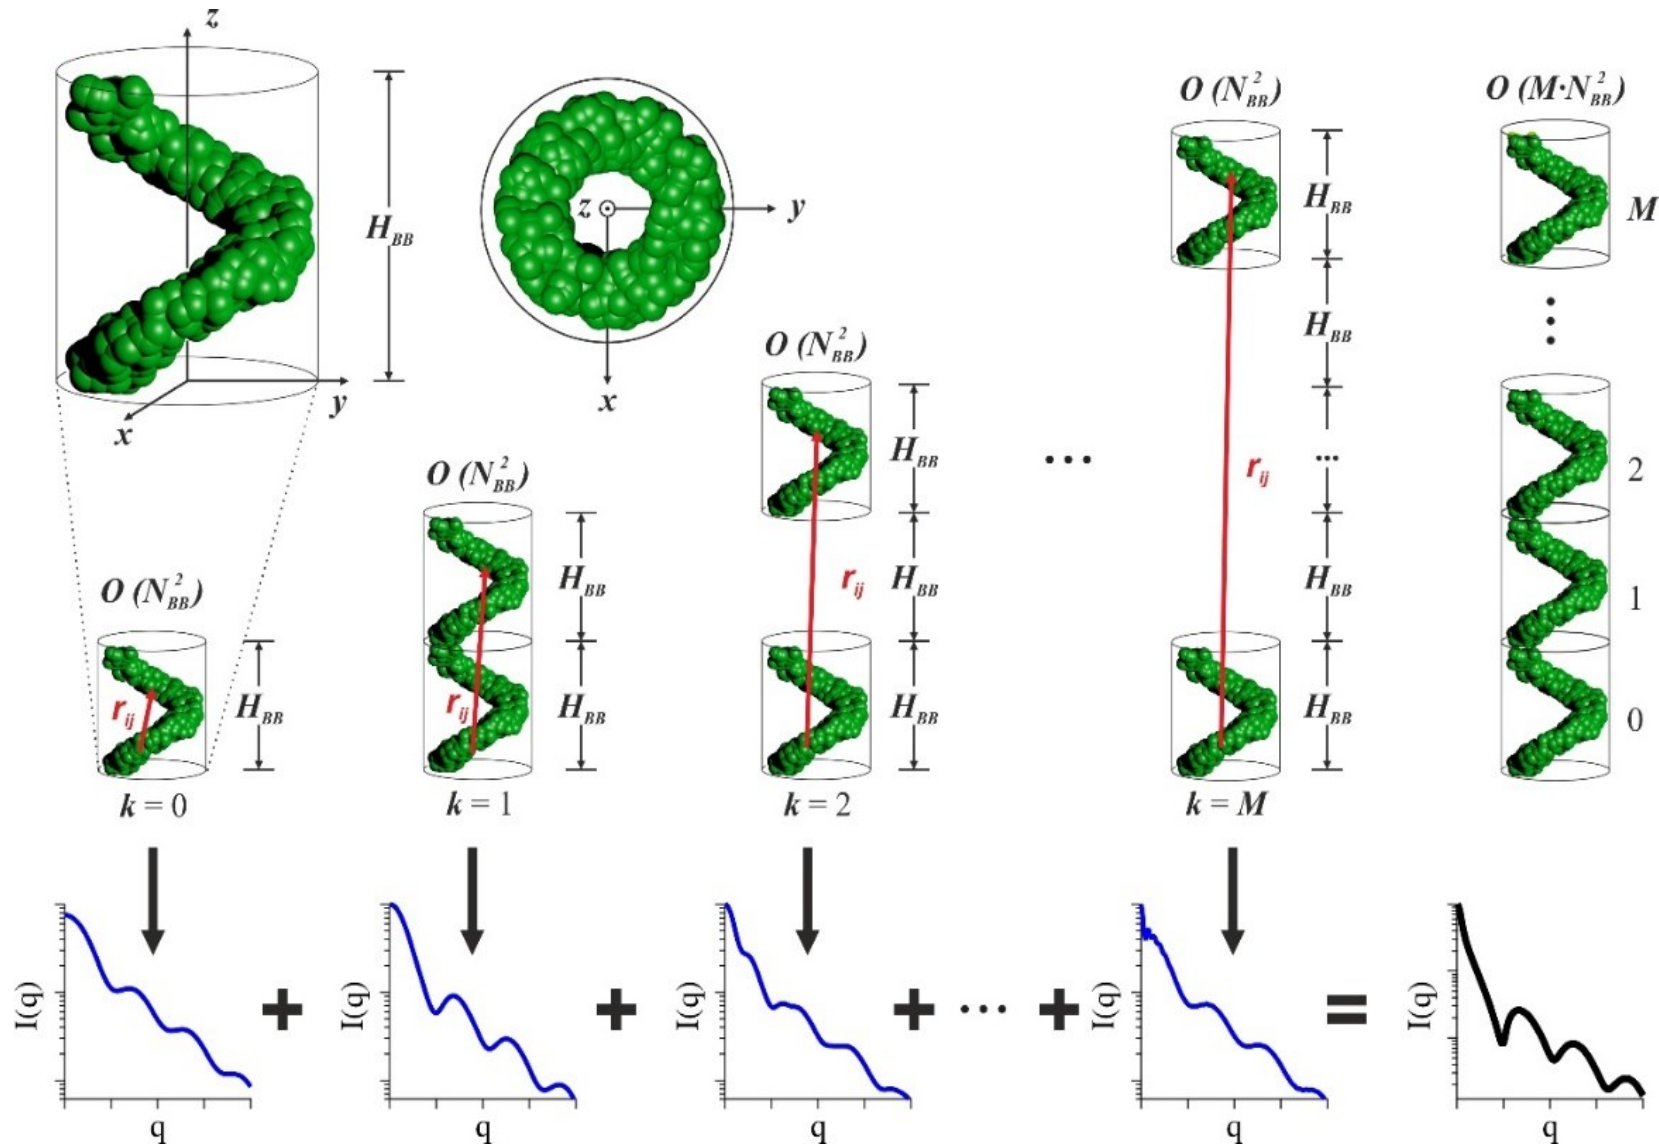 z
H_BB
y
x
z
y
x
O (N_BB^2)
H_BB
r_ij
k = 0
O (N_BB^2)
H_BB
H_BB
r_ij
k = 1
O (N_BB^2)
H_BB
H_BB
H_BB
r_ij
k = 2
...
O (N_BB^2)
H_BB
H_BB
...
H_BB
H_BB
r_ij
k = M
O (M·N_BB^2)
M
⋮
2
1
0
I(q)
q
+
I(q)
q
+
I(q)
q
+ ... +
I(q)
q
=
I(q)
q